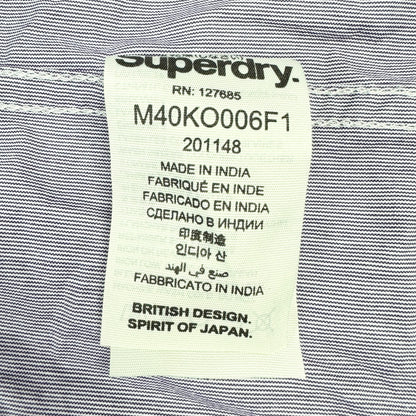 Superdry.
RN: 127685
M40KO006F1
201148
MADE IN INDIA
FABRIQUÉ EN INDE
FABRICADO EN INDIA
СДЕЛАНО В ИНДИИ
印度制造
인디아 산
صنع في الهند
FABBRICATO IN INDIA
BRITISH DESIGN.
SPIRIT OF JAPAN.